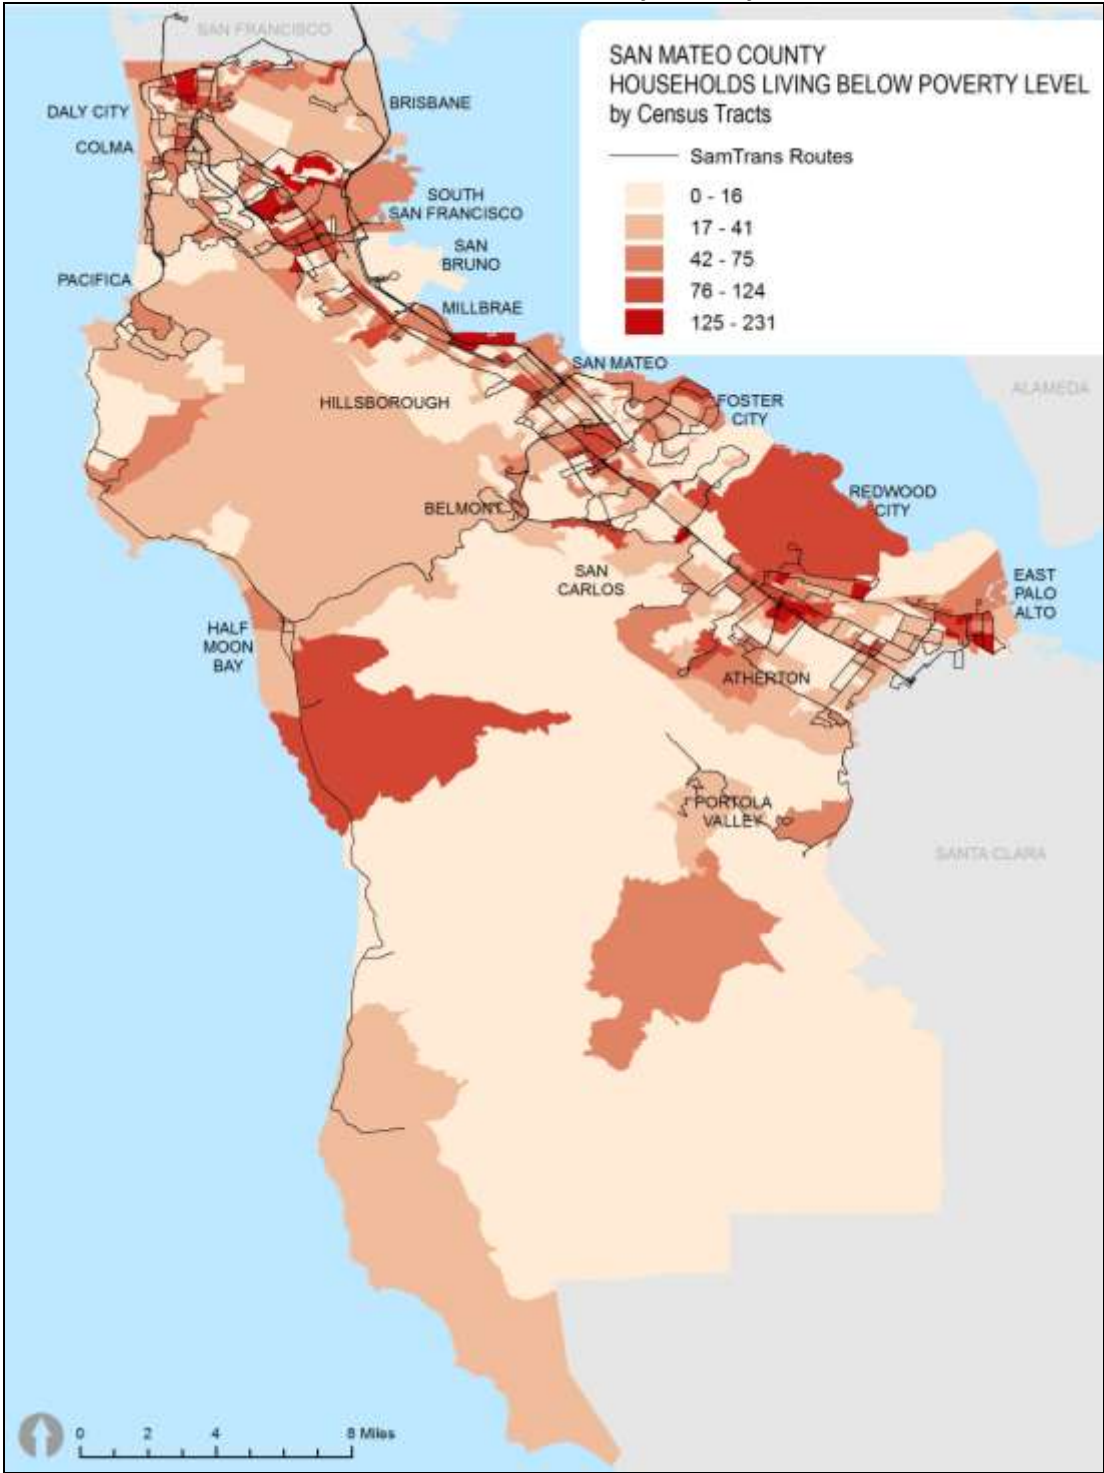 SAN FRANCISCO
SAN MATEO COUNTY
HOUSEHOLDS LIVING BELOW POVERTY LEVEL
by Census Tracts
SamTrans Routes
0 - 16
17 - 41
42 - 75
76 - 124
125 - 231
DALY CITY
BRISBANE
COLMA
SOUTH
SAN FRANCISCO
SAN
BRUNO
PACIFICA
MILLBRAE
SAN MATEO
ALAMEDA
HILLSBOROUGH
FOSTER
CITY
REDWOOD
CITY
BELMONT
SAN
CARLOS
EAST
PALO
ALTO
HALF
MOON
BAY
ATHERTON
PORTOLA
VALLEY
SANTA CLARA
0 2 4 8 Miles